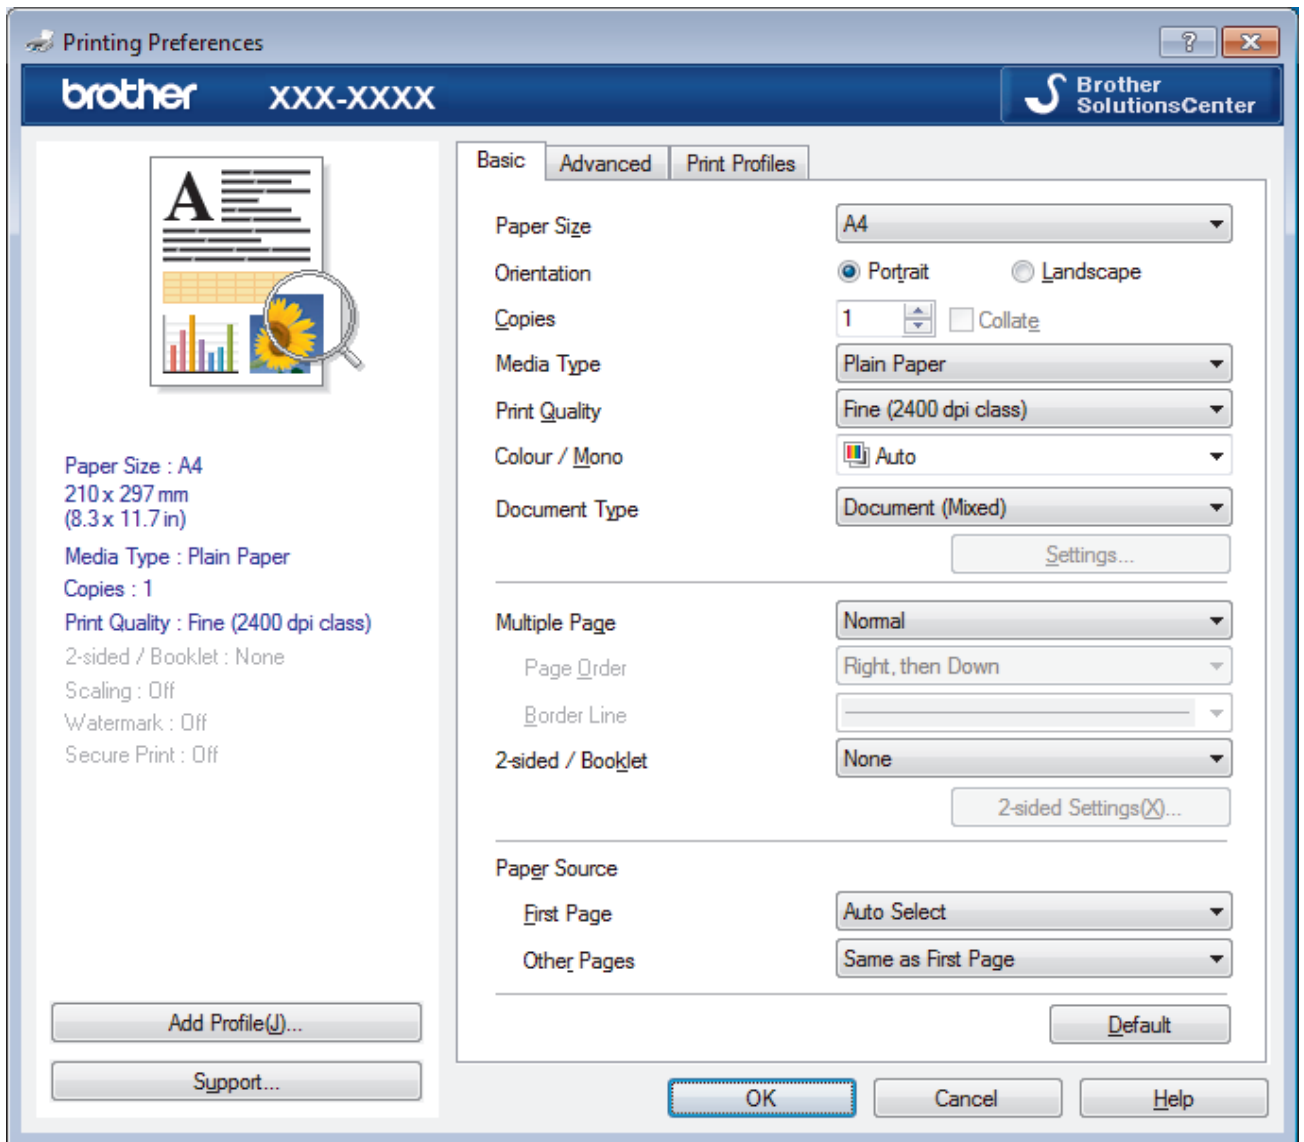 Printing Preferences
brother XXX-XXXX Brother
SolutionsCenter
A
Paper Size : A4
210 x 297 mm
(8.3 x 11.7 in)
Media Type : Plain Paper
Copies : 1
Print Quality : Fine (2400 dpi class)
2-sided / Booklet : None
Scaling : Off
Watermark : Off
Secure Print : Off
Add Profile(J)...
Support...
Basic Advanced Print Profiles
Paper Size A4
Orientation Portrait Landscape
Copies 1 Collate
Media Type Plain Paper
Print Quality Fine (2400 dpi class)
Colour / Mono Auto
Document Type Document (Mixed)
Settings...
Multiple Page Normal
Page Order Right, then Down
Border Line
2-sided / Booklet None
2-sided Settings(X)...
Paper Source
First Page Auto Select
Other Pages Same as First Page
Default
OK Cancel Help